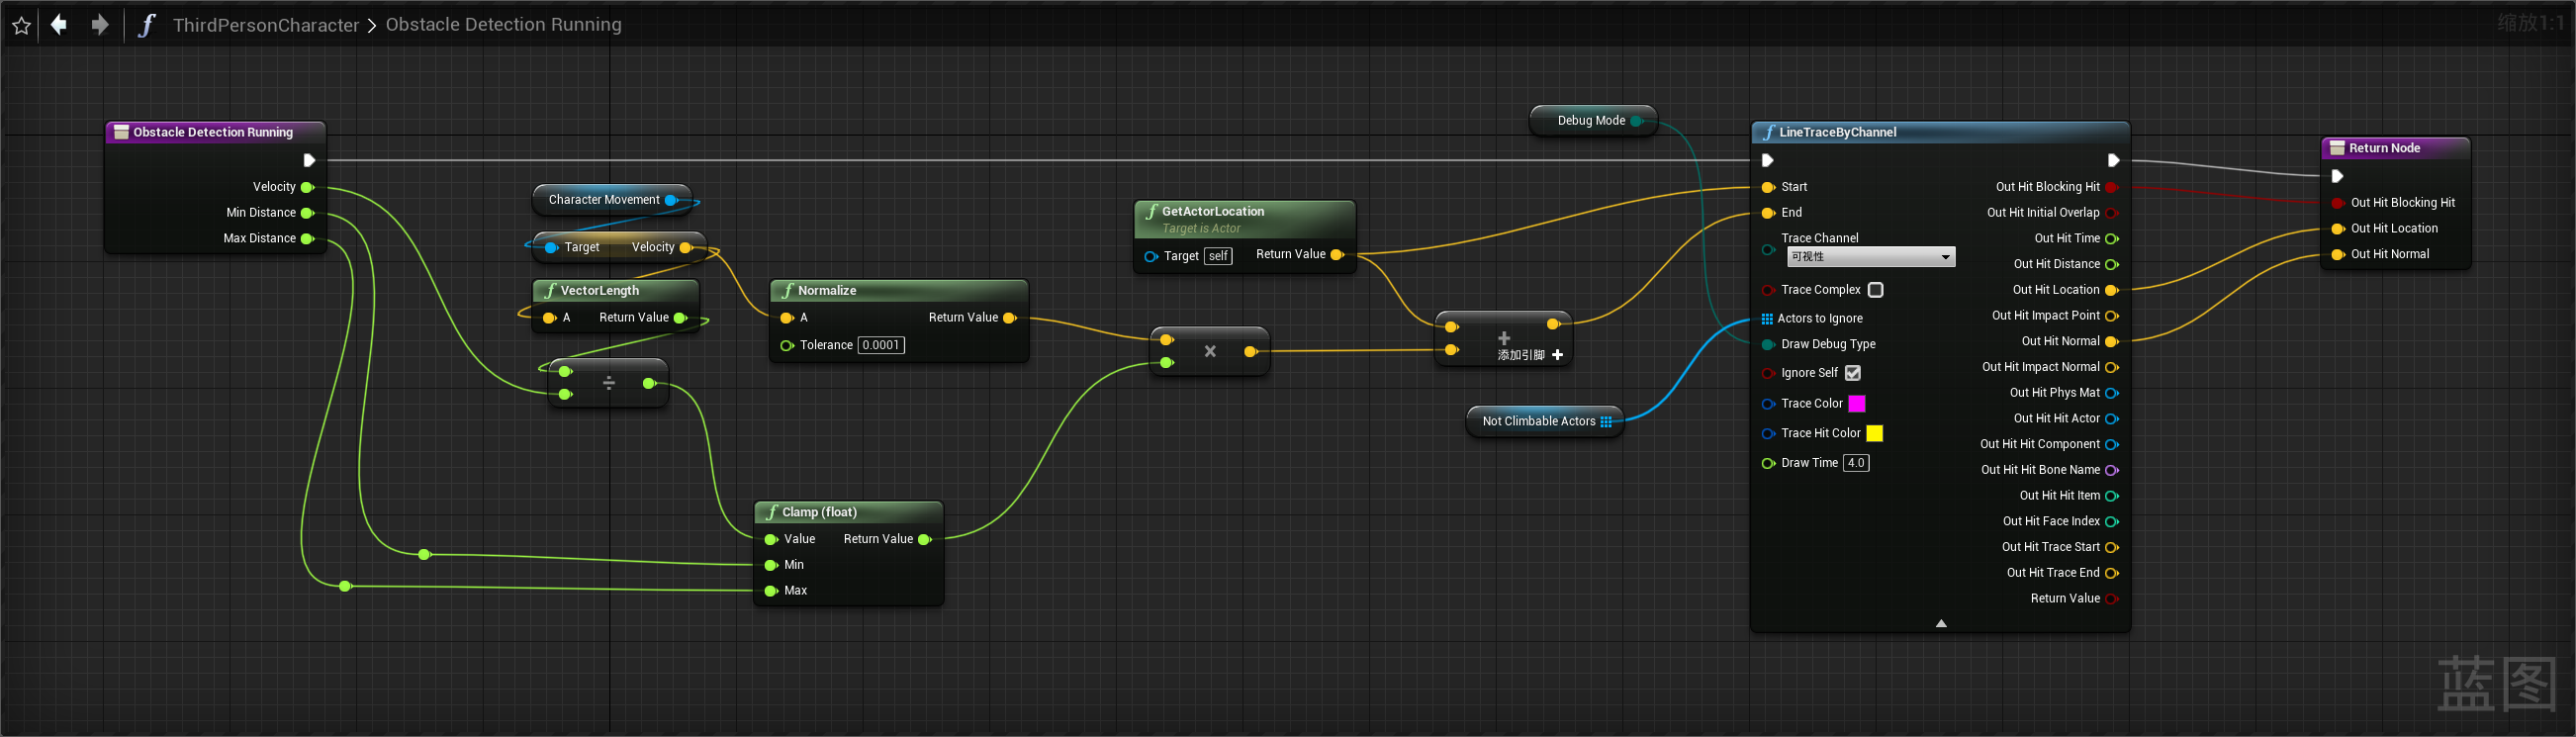 ThirdPersonCharacter > Obstacle Detection Running
缩放1:1
Obstacle Detection Running
Velocity
Min Distance
Max Distance
Character Movement
Target Velocity
VectorLength
A Return Value
÷
Normalize
A Return Value
Tolerance 0.0001
Clamp (float)
Value Return Value
Min
Max
GetActorLocation
Target is Actor
Target self Return Value
×
+
添加引脚 +
Debug Mode
Not Climbable Actors
LineTraceByChannel
Start
End
Trace Channel
可视性
Trace Complex
Actors to Ignore
Draw Debug Type
Ignore Self
Trace Color
Trace Hit Color
Draw Time 4.0
Out Hit Blocking Hit
Out Hit Initial Overlap
Out Hit Time
Out Hit Distance
Out Hit Location
Out Hit Impact Point
Out Hit Normal
Out Hit Impact Normal
Out Hit Phys Mat
Out Hit Hit Actor
Out Hit Hit Component
Out Hit Hit Bone Name
Out Hit Hit Item
Out Hit Face Index
Out Hit Trace Start
Out Hit Trace End
Return Value
Return Node
Out Hit Blocking Hit
Out Hit Location
Out Hit Normal
蓝图